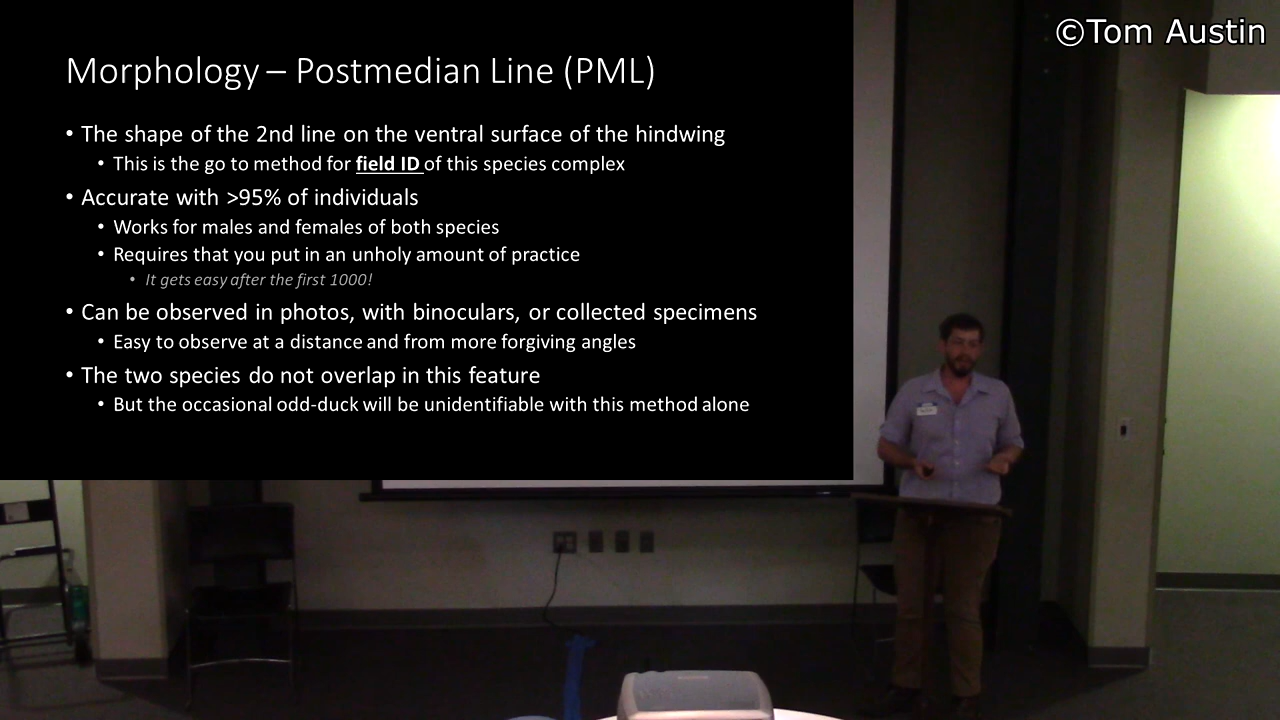 ©Tom Austin
Morphology – Postmedian Line (PML)
• The shape of the 2nd line on the ventral surface of the hindwing
• This is the go to method for field ID of this species complex
• Accurate with >95% of individuals
• Works for males and females of both species
• Requires that you put in an unholy amount of practice
• It gets easy after the first 1000!
• Can be observed in photos, with binoculars, or collected specimens
• Easy to observe at a distance and from more forgiving angles
• The two species do not overlap in this feature
• But the occasional odd-duck will be unidentifiable with this method alone